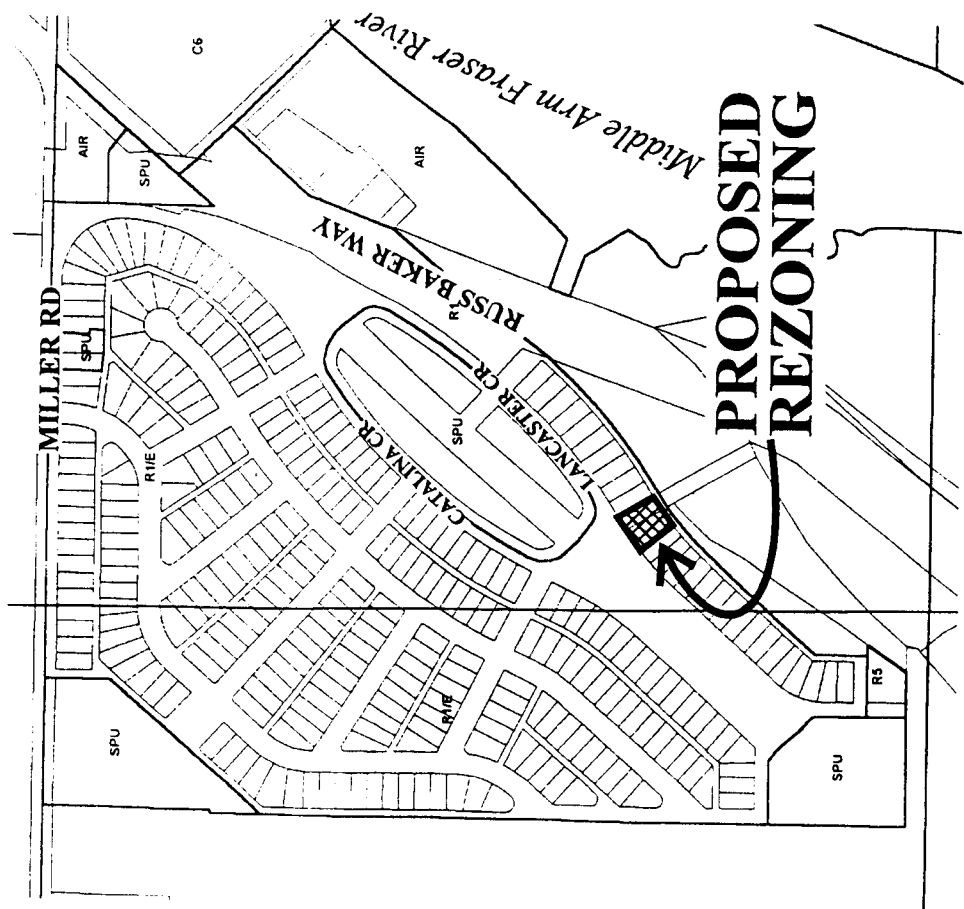 C6
Middle Arm Fraser River
AIR
SPU
AIR
MILLER RD
SPU
R1/E
RUSS BAKER WAY
R1
CATALINA CR
SPU
LANCASTER CR
PROPOSED
REZONING
SPU
R1/E
SPU
R5